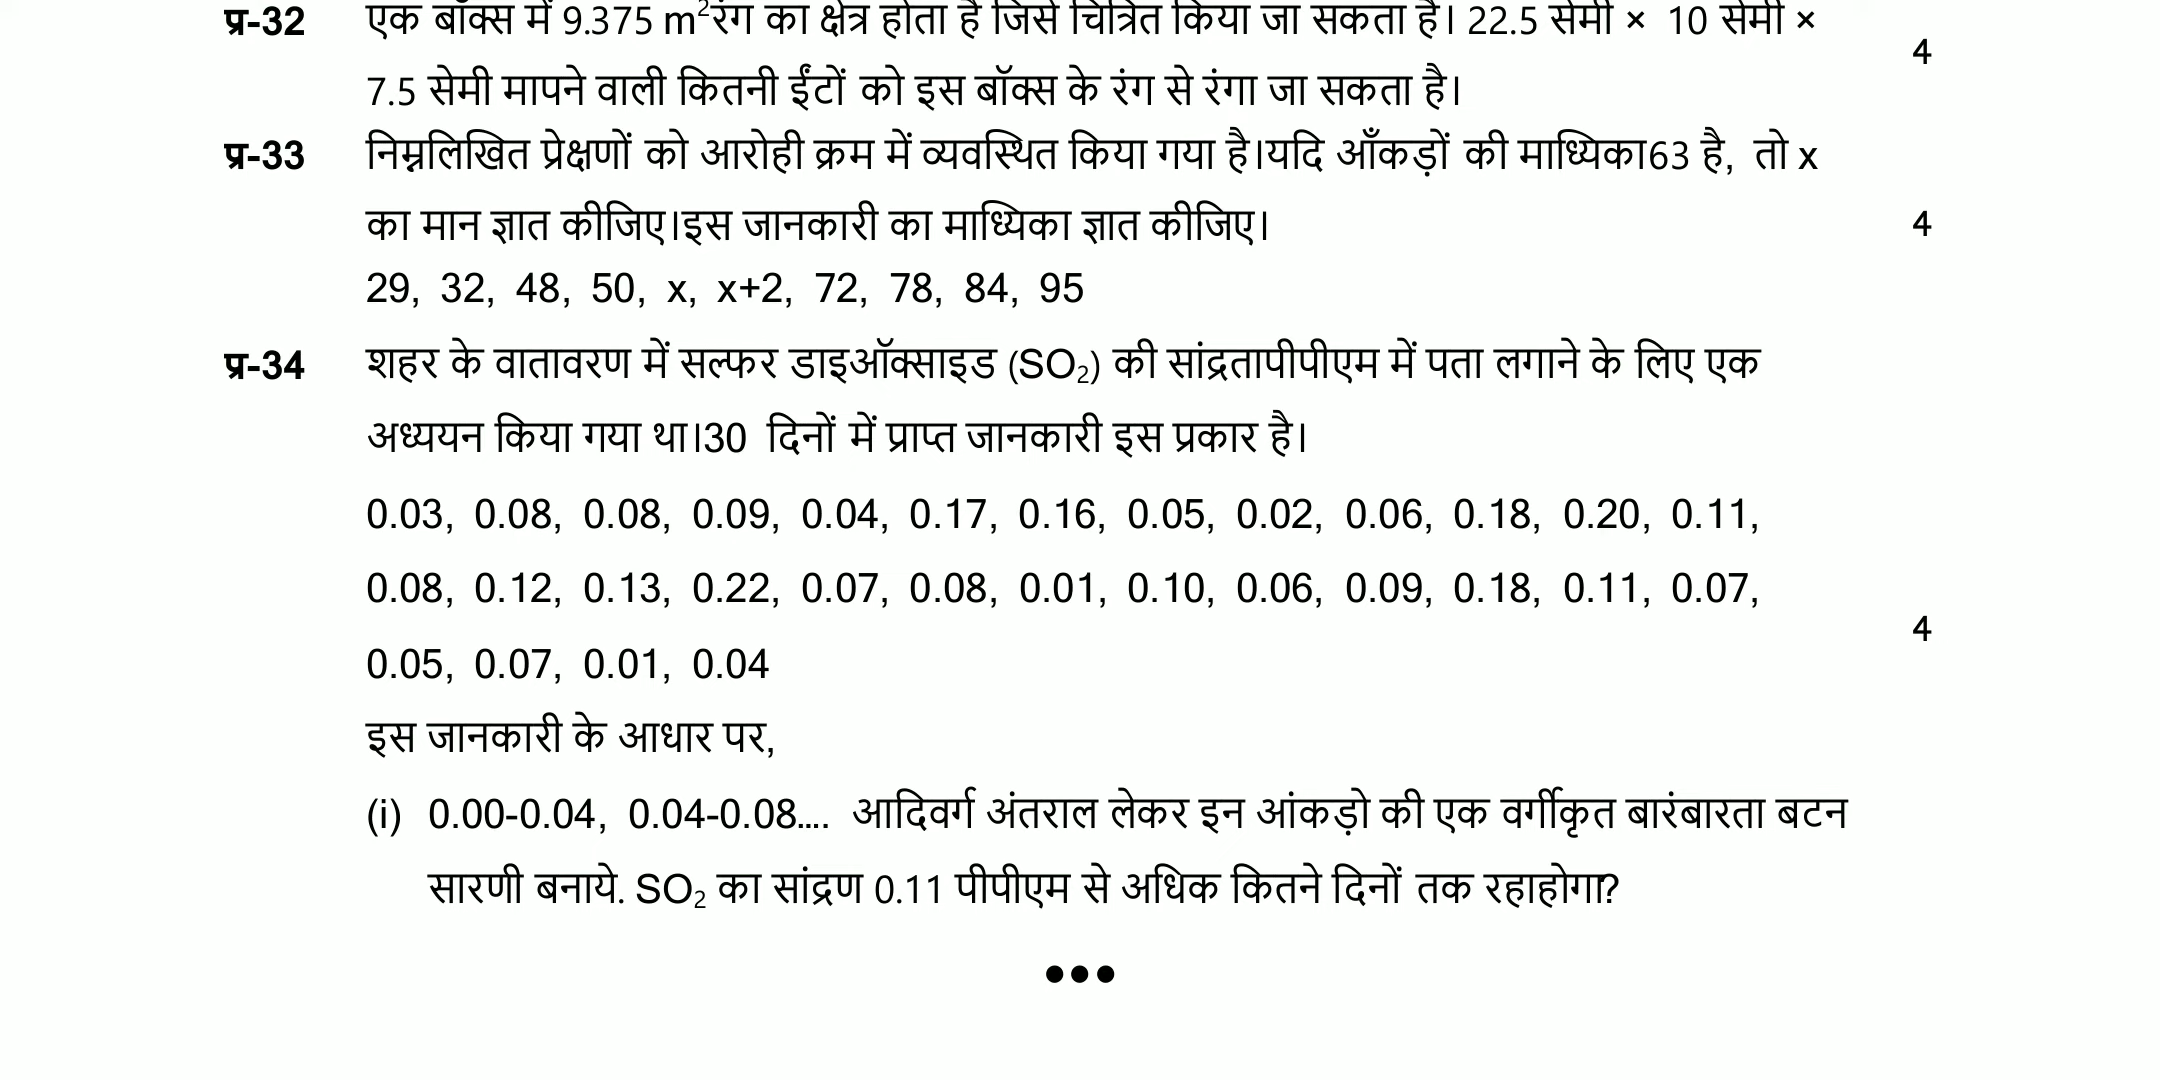 प्र-32 एक बॉक्स में 9.375 m²रंग का क्षेत्र होता है जिसे चित्रित किया जा सकता है। 22.5 सेमी × 10 सेमी ×
4
7.5 सेमी मापने वाली कितनी ईंटों को इस बॉक्स के रंग से रंगा जा सकता है।
प्र-33 निम्नलिखित प्रेक्षणों को आरोही क्रम में व्यवस्थित किया गया है।यदि आँकड़ों की माध्यिका63 है, तो x
का मान ज्ञात कीजिए।इस जानकारी का माध्यिका ज्ञात कीजिए। 4
29, 32, 48, 50, x, x+2, 72, 78, 84, 95
प्र-34 शहर के वातावरण में सल्फर डाइऑक्साइड (SO₂) की सांद्रतापीपीएम में पता लगाने के लिए एक
अध्ययन किया गया था।30 दिनों में प्राप्त जानकारी इस प्रकार है।
0.03, 0.08, 0.08, 0.09, 0.04, 0.17, 0.16, 0.05, 0.02, 0.06, 0.18, 0.20, 0.11,
0.08, 0.12, 0.13, 0.22, 0.07, 0.08, 0.01, 0.10, 0.06, 0.09, 0.18, 0.11, 0.07,
4
0.05, 0.07, 0.01, 0.04
इस जानकारी के आधार पर,
(i) 0.00-0.04, 0.04-0.08.... आदिवर्ग अंतराल लेकर इन आंकड़ो की एक वर्गीकृत बारंबारता बटन
सारणी बनाये. SO₂ का सांद्रण 0.11 पीपीएम से अधिक कितने दिनों तक रहाहोगा?
●●●